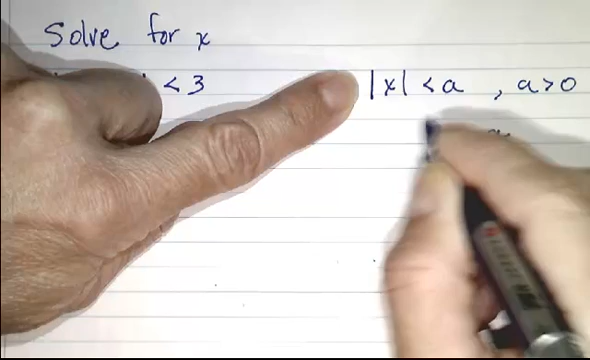 Solve for x
| < 3 |x| < a , a > 0